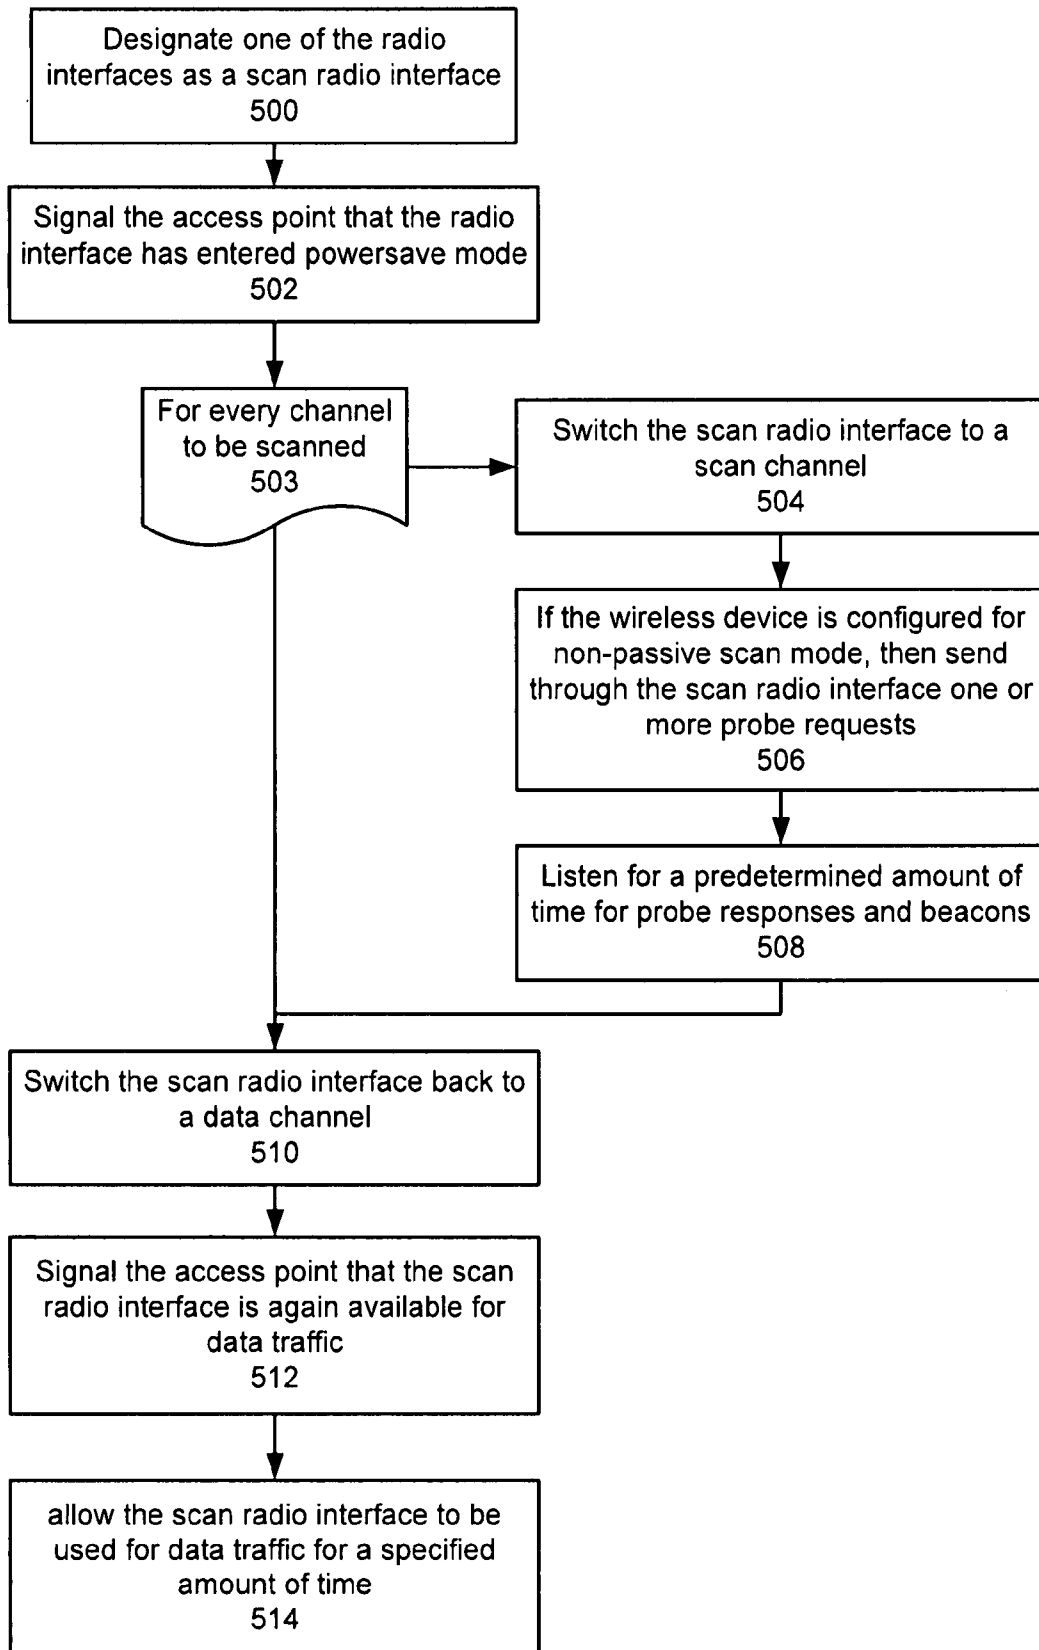 Designate one of the radio
interfaces as a scan radio interface
500
Signal the access point that the radio
interface has entered powersave mode
502
For every channel
to be scanned
503
Switch the scan radio interface to a
scan channel
504
If the wireless device is configured for
non-passive scan mode, then send
through the scan radio interface one or
more probe requests
506
Listen for a predetermined amount of
time for probe responses and beacons
508
Switch the scan radio interface back to
a data channel
510
Signal the access point that the scan
radio interface is again available for
data traffic
512
allow the scan radio interface to be
used for data traffic for a specified
amount of time
514